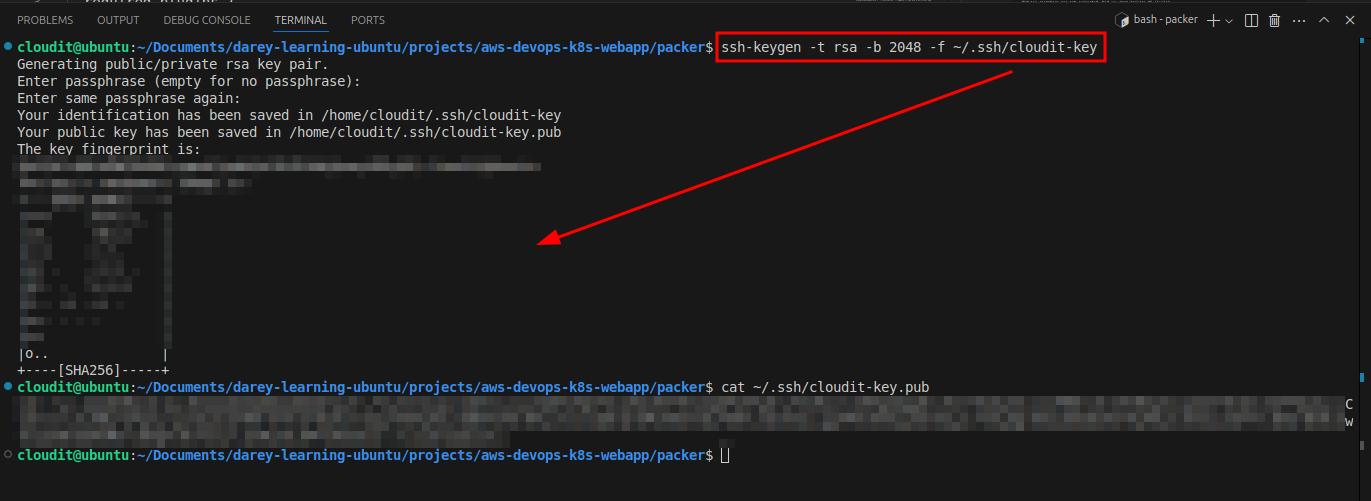 PROBLEMS OUTPUT DEBUG CONSOLE TERMINAL PORTS bash - packer
cloudit@ubuntu:~/Documents/darey-learning-ubuntu/projects/aws-devops-k8s-webapp/packer$ ssh-keygen -t rsa -b 2048 -f ~/.ssh/cloudit-key
Generating public/private rsa key pair.
Enter passphrase (empty for no passphrase):
Enter same passphrase again:
Your identification has been saved in /home/cloudit/.ssh/cloudit-key
Your public key has been saved in /home/cloudit/.ssh/cloudit-key.pub
The key fingerprint is:
|o..             |
+----[SHA256]-----+
cloudit@ubuntu:~/Documents/darey-learning-ubuntu/projects/aws-devops-k8s-webapp/packer$ cat ~/.ssh/cloudit-key.pub
C
w
cloudit@ubuntu:~/Documents/darey-learning-ubuntu/projects/aws-devops-k8s-webapp/packer$